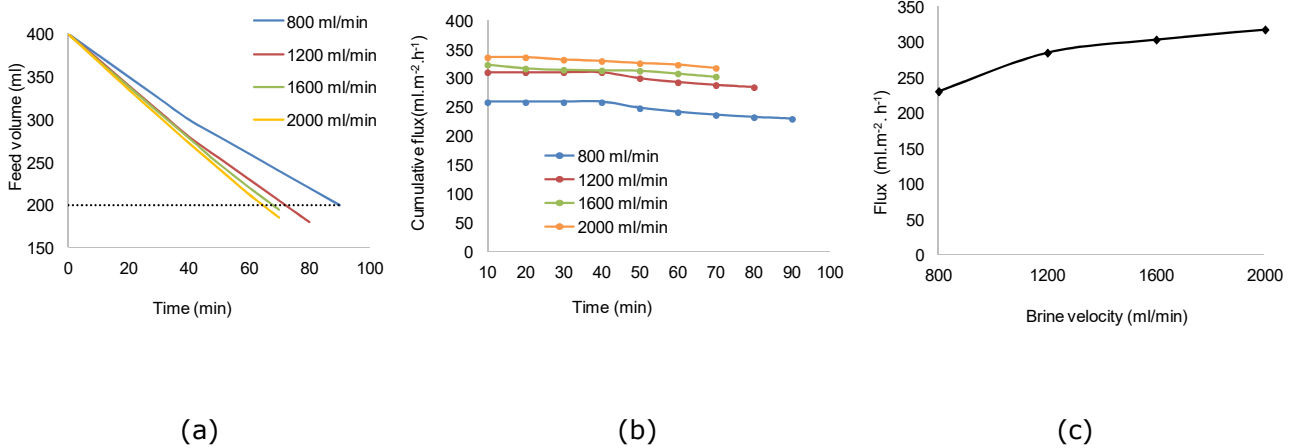 Feed volume (ml)
400
350
300
250
200
150
0 20 40 60 80 100
Time (min)
800 ml/min
1200 ml/min
1600 ml/min
2000 ml/min
(a)
Cumulative flux(ml.m-2.h-1)
400
350
300
250
200
150
100
50
0
10 20 30 40 50 60 70 80 90 100
Time (min)
800 ml/min
1200 ml/min
1600 ml/min
2000 ml/min
(b)
Flux (ml.m-2. h-1)
350
300
250
200
150
100
50
0
800 1200 1600 2000
Brine velocity (ml/min)
(c)